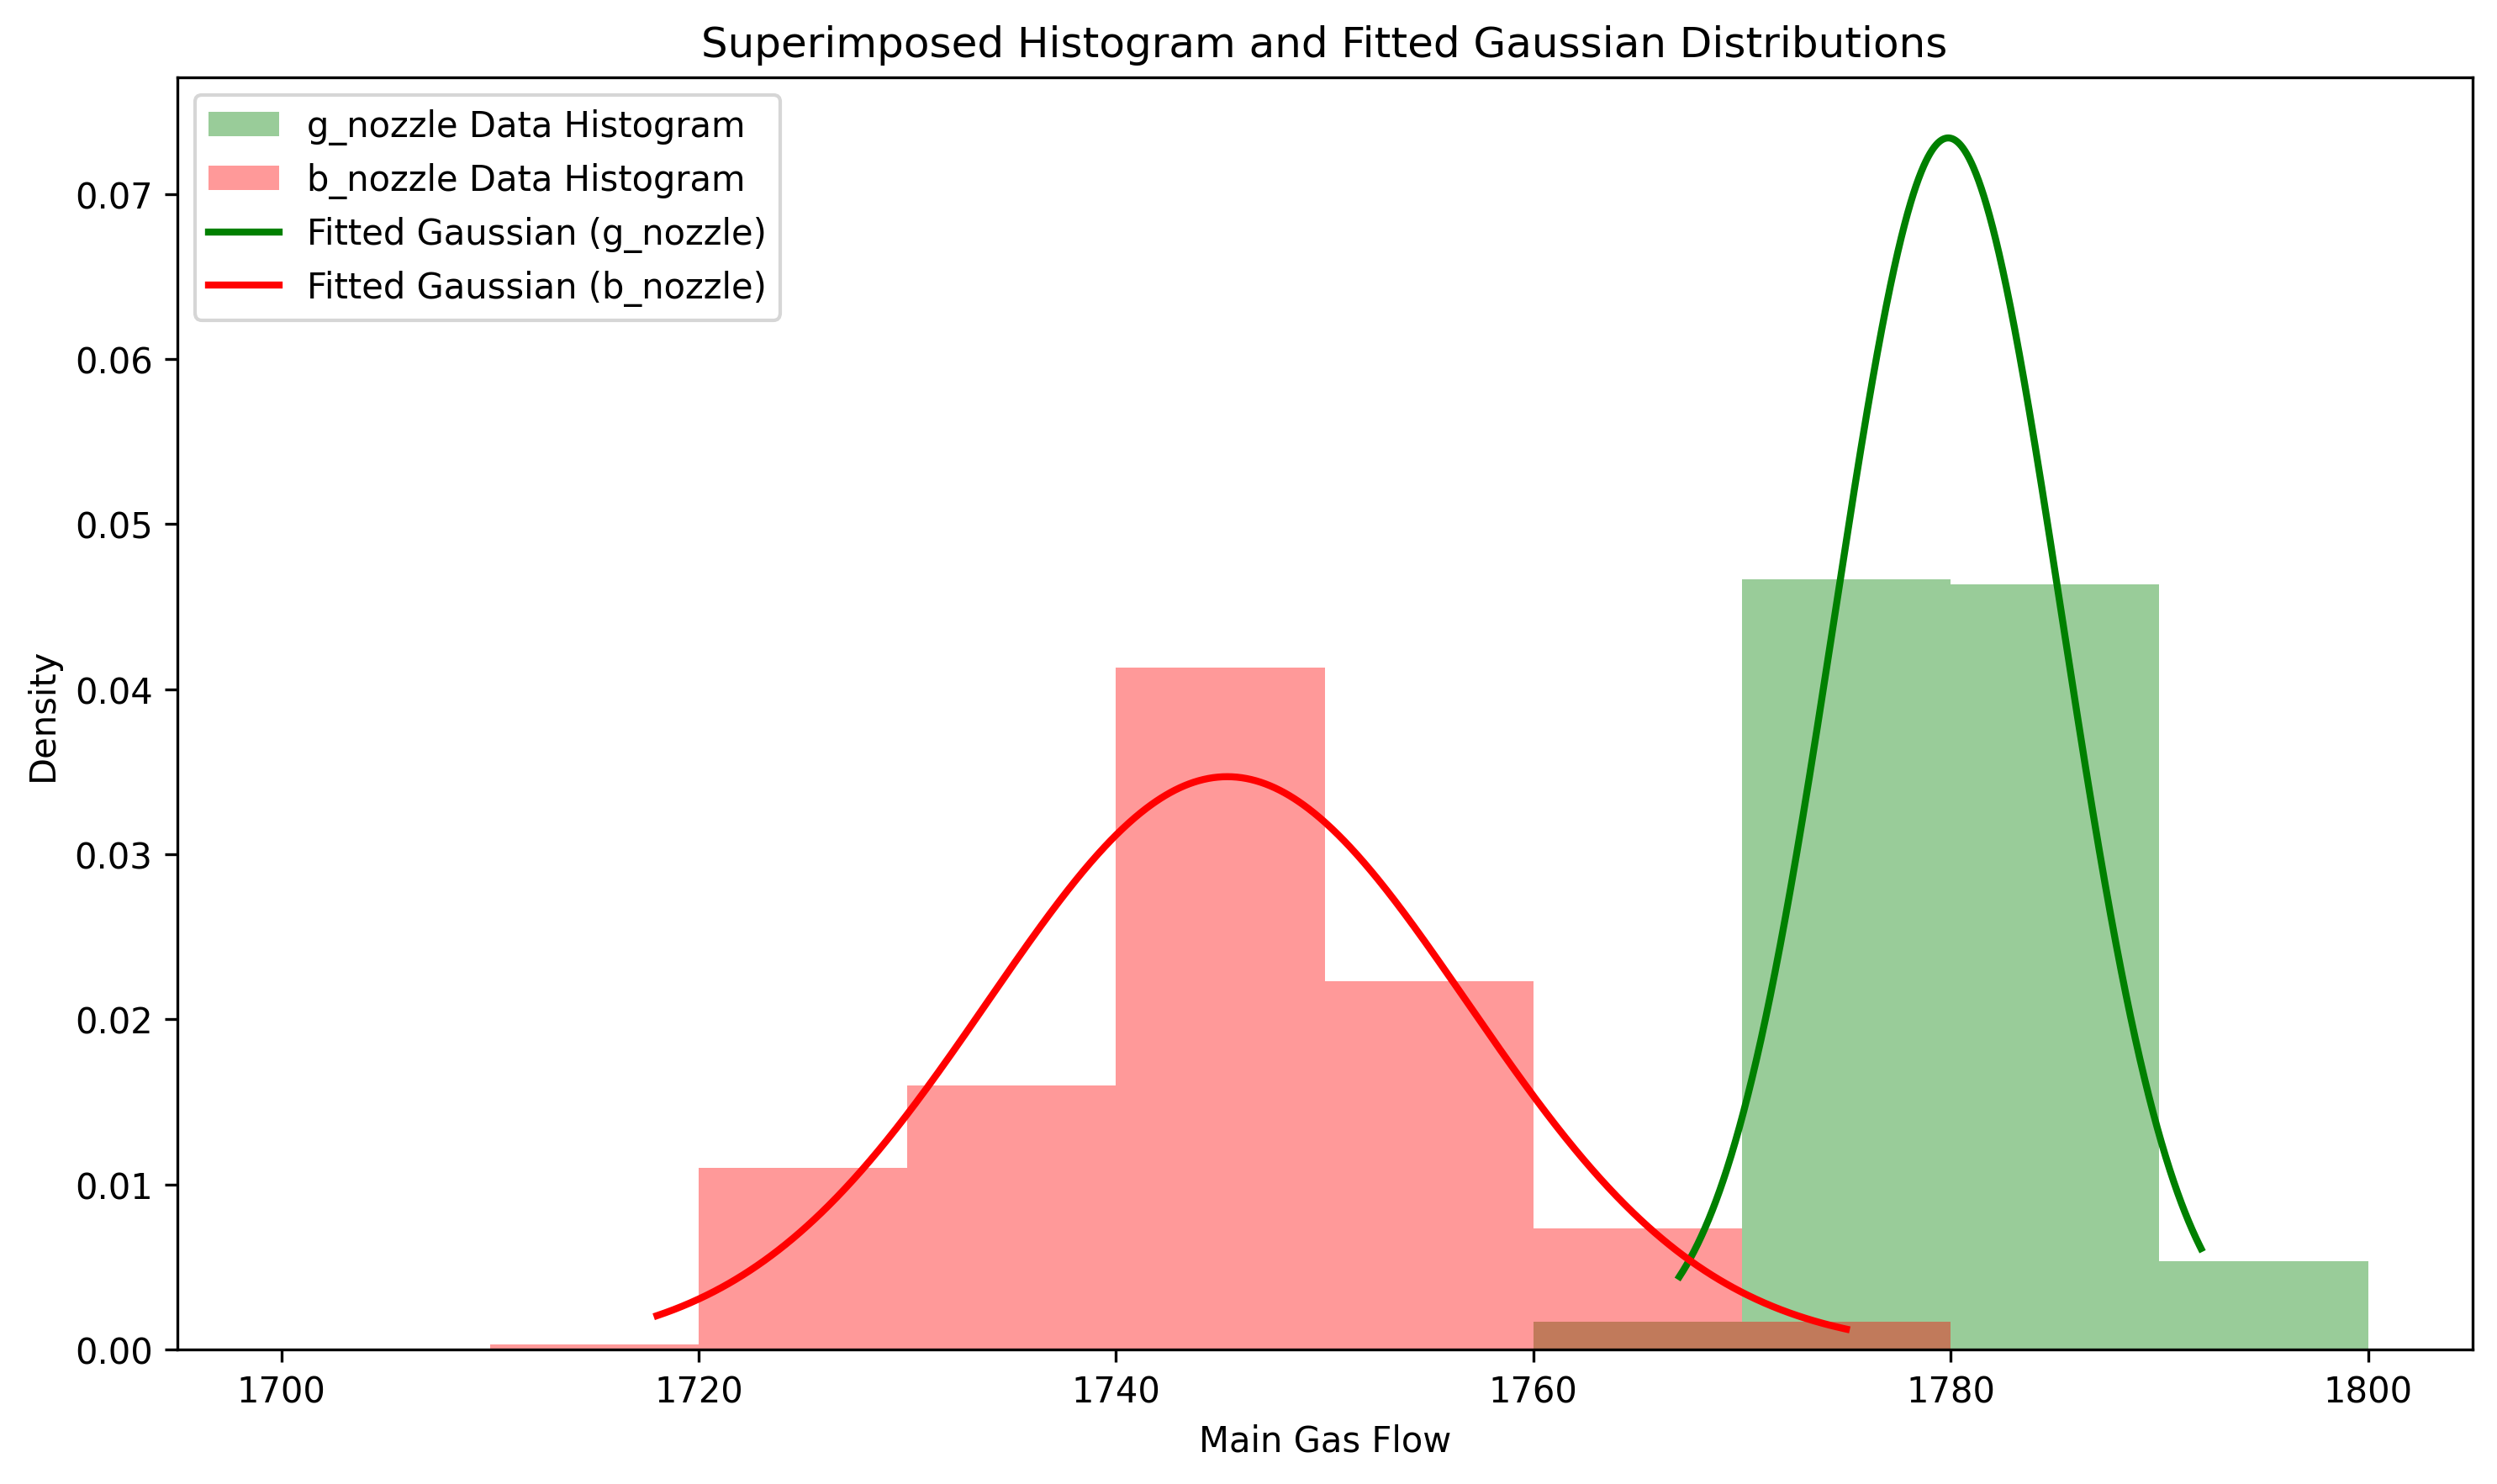 Superimposed Histogram and Fitted Gaussian Distributions
g_nozzle Data Histogram
b_nozzle Data Histogram
Fitted Gaussian (g_nozzle)
Fitted Gaussian (b_nozzle)
Density
0.07
0.06
0.05
0.04
0.03
0.02
0.01
0.00
1700 1720 1740 1760 1780 1800
Main Gas Flow